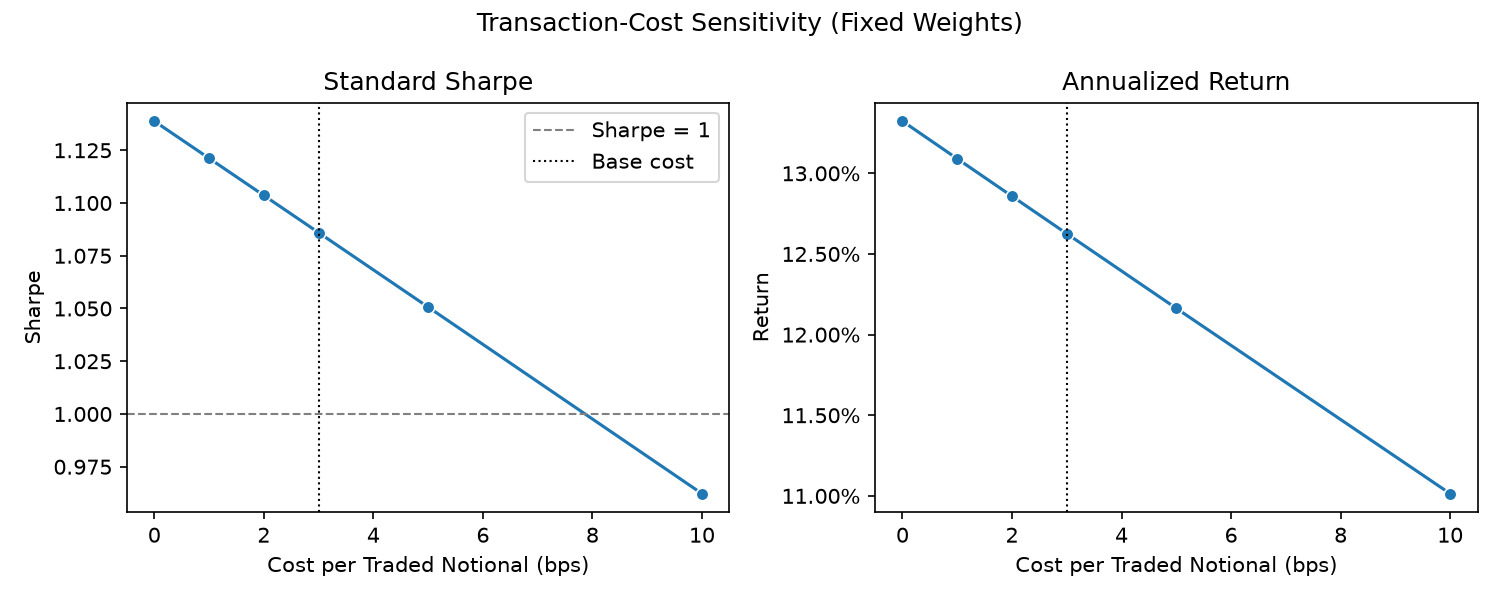 Transaction-Cost Sensitivity (Fixed Weights)
Standard Sharpe
Sharpe = 1
Base cost
1.125
1.100
1.075
1.050
1.025
1.000
0.975
Sharpe
0 2 4 6 8 10
Cost per Traded Notional (bps)
Annualized Return
13.00%
12.50%
12.00%
11.50%
11.00%
Return
0 2 4 6 8 10
Cost per Traded Notional (bps)